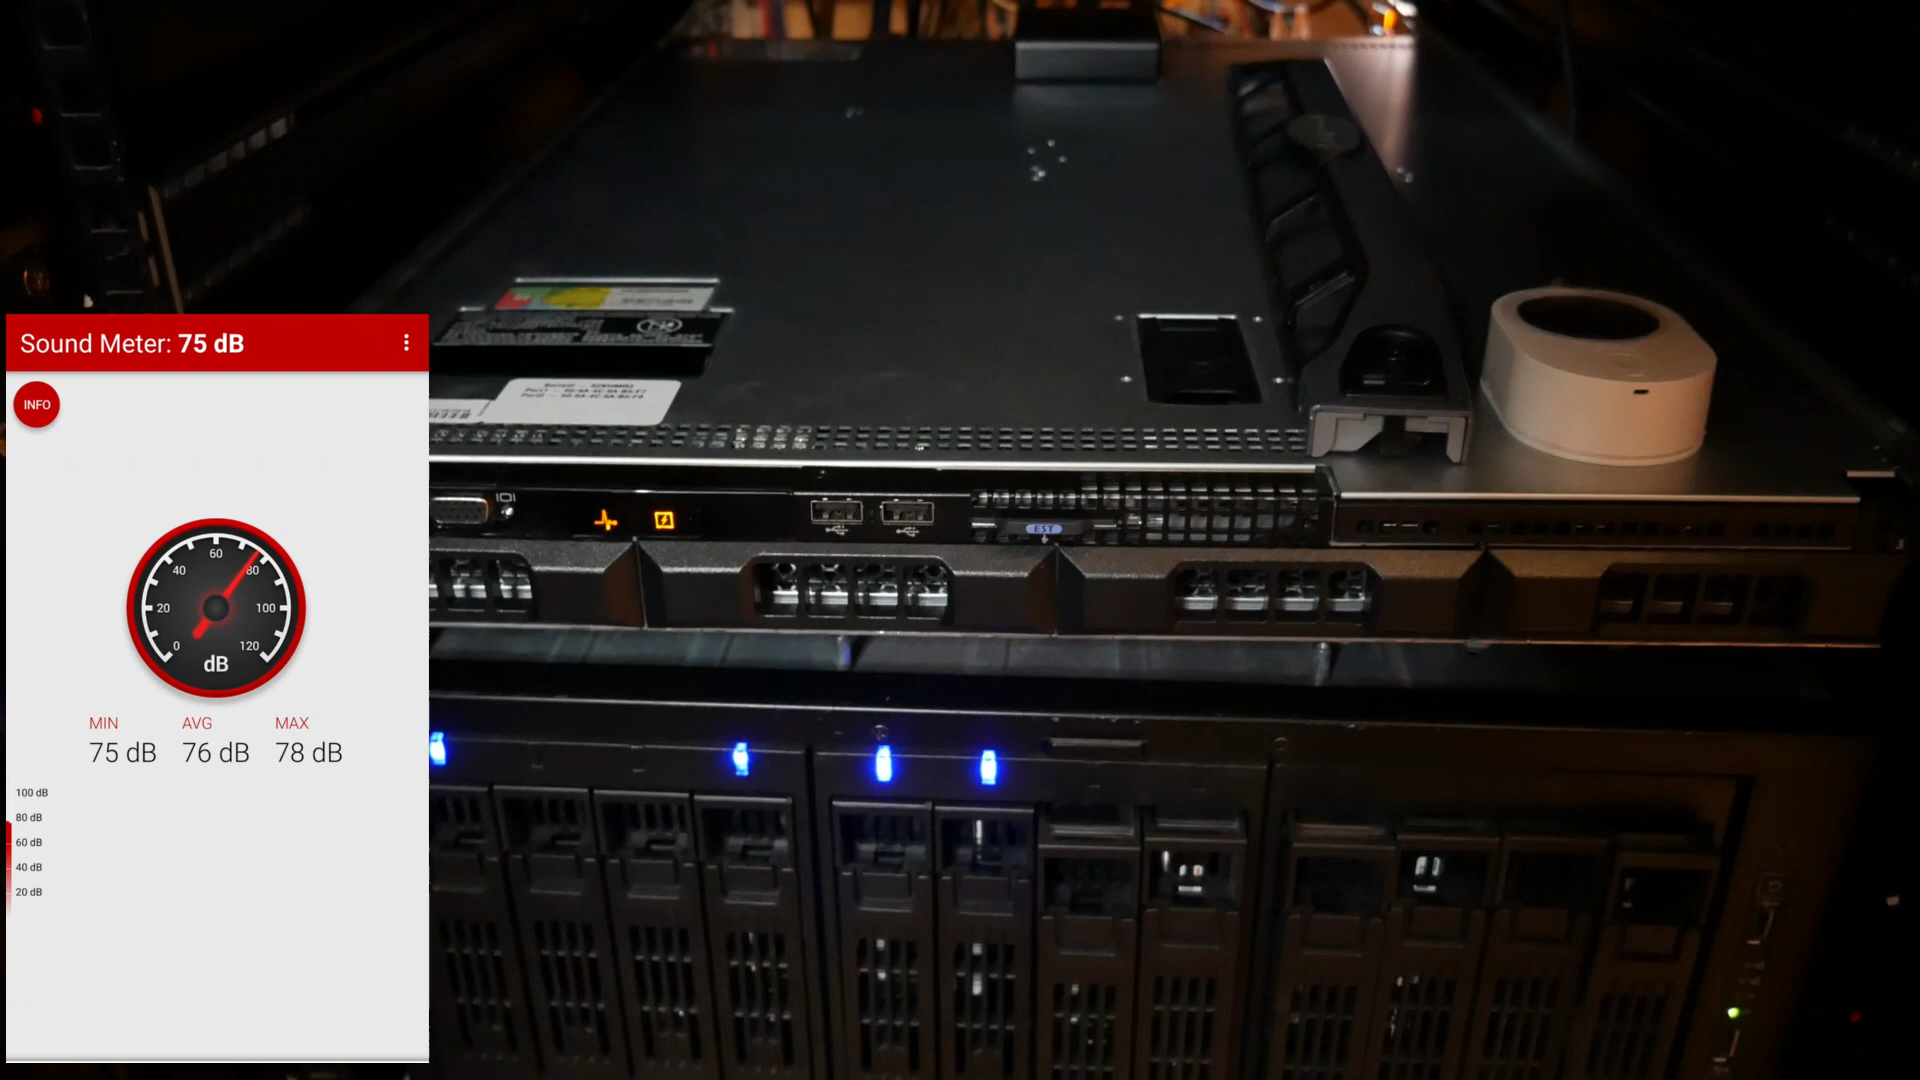 Sound Meter: 75 dB
INFO
60
40
80
20
100
0
120
dB
MIN AVG MAX
75 dB 76 dB 78 dB
100 dB
80 dB
60 dB
40 dB
20 dB
EST